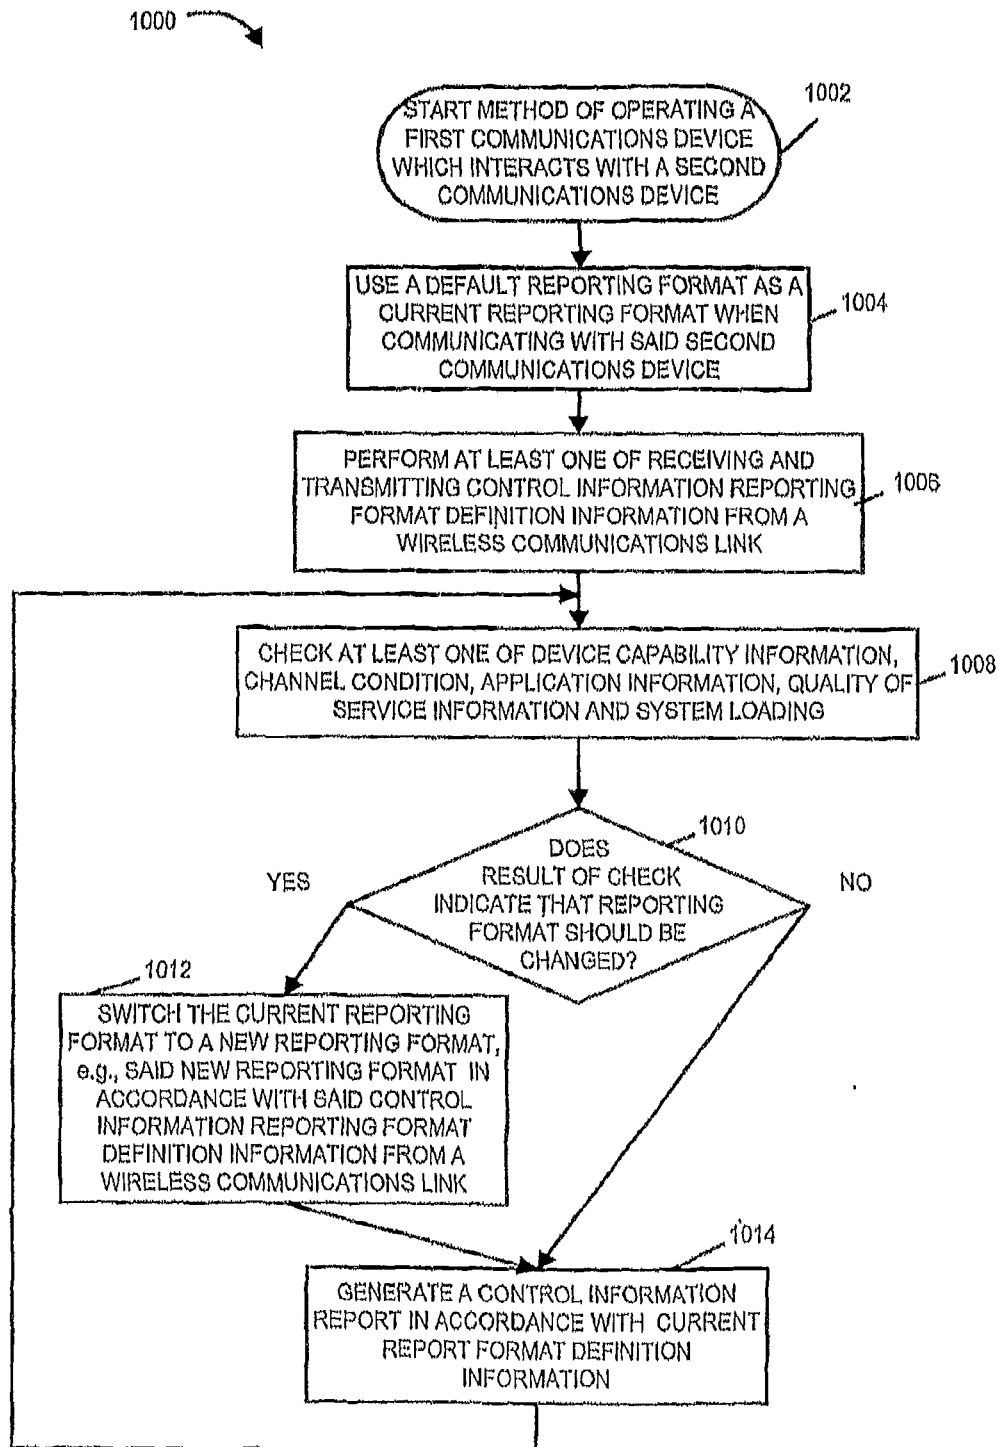 1000
1002
START METHOD OF OPERATING A
FIRST COMMUNICATIONS DEVICE
WHICH INTERACTS WITH A SECOND
COMMUNICATIONS DEVICE
USE A DEFAULT REPORTING FORMAT AS A
CURRENT REPORTING FORMAT WHEN
COMMUNICATING WITH SAID SECOND
COMMUNICATIONS DEVICE
1004
PERFORM AT LEAST ONE OF RECEIVING AND
TRANSMITTING CONTROL INFORMATION REPORTING
FORMAT DEFINITION INFORMATION FROM A
WIRELESS COMMUNICATIONS LINK
1006
CHECK AT LEAST ONE OF DEVICE CAPABILITY INFORMATION,
CHANNEL CONDITION, APPLICATION INFORMATION, QUALITY OF
SERVICE INFORMATION AND SYSTEM LOADING
1008
1010
DOES
RESULT OF CHECK
INDICATE THAT REPORTING
FORMAT SHOULD BE
CHANGED?
YES
NO
1012
SWITCH THE CURRENT REPORTING
FORMAT TO A NEW REPORTING FORMAT,
e.g., SAID NEW REPORTING FORMAT IN
ACCORDANCE WITH SAID CONTROL
INFORMATION REPORTING FORMAT
DEFINITION INFORMATION FROM A
WIRELESS COMMUNICATIONS LINK
1014
GENERATE A CONTROL INFORMATION
REPORT IN ACCORDANCE WITH CURRENT
REPORT FORMAT DEFINITION
INFORMATION